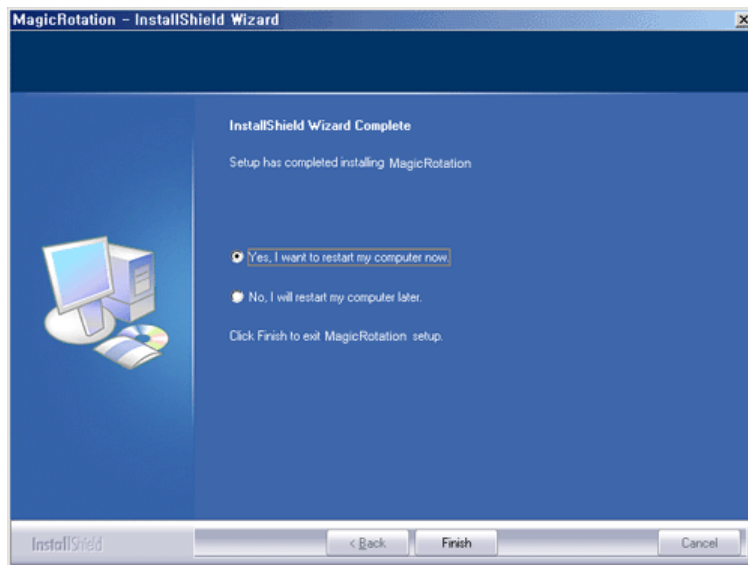 MagicRotation - InstallShield Wizard
InstallShield Wizard Complete
Setup has completed installing MagicRotation
Yes, I want to restart my computer now.
No, I will restart my computer later.
Click Finish to exit MagicRotation setup.
InstallShield
< Back
Finish
Cancel